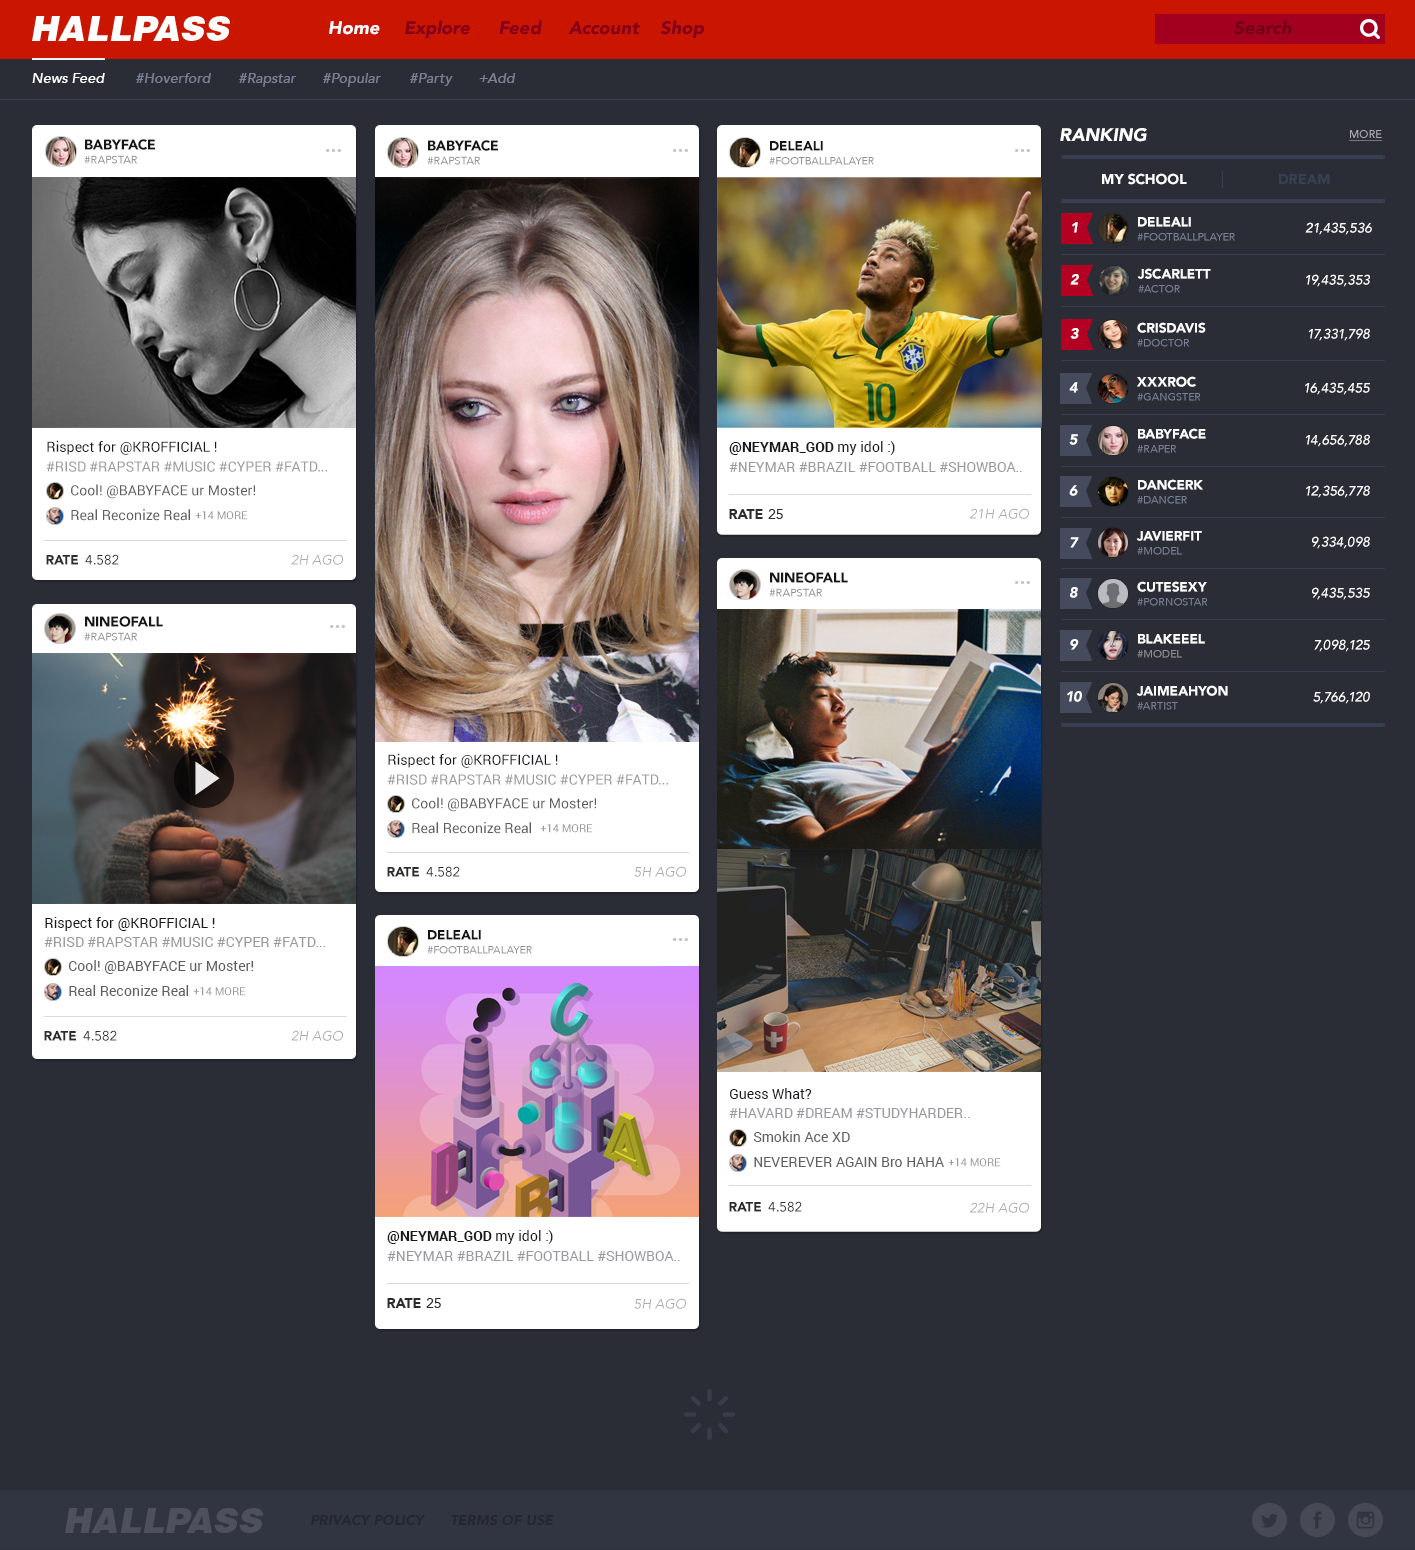 HALLPASS
Home Explore Feed Account Shop
Search
News Feed #Hoverford #Rapstar #Popular #Party +Add
BABYFACE
#RAPSTAR
Rispect for @KROFFICIAL !
#RISD #RAPSTAR #MUSIC #CYPER #FATD...
Cool! @BABYFACE ur Moster!
Real Reconize Real +14 MORE
RATE 4.582 2H AGO
NINEOFALL
#RAPSTAR
Rispect for @KROFFICIAL !
#RISD #RAPSTAR #MUSIC #CYPER #FATD...
Cool! @BABYFACE ur Moster!
Real Reconize Real +14 MORE
RATE 4.582 2H AGO
BABYFACE
#RAPSTAR
Rispect for @KROFFICIAL !
#RISD #RAPSTAR #MUSIC #CYPER #FATD...
Cool! @BABYFACE ur Moster!
Real Reconize Real +14 MORE
RATE 4.582 5H AGO
DELEALI
#FOOTBALLPALAYER
C
D
B
A
@NEYMAR_GOD my idol :)
#NEYMAR #BRAZIL #FOOTBALL #SHOWBOA..
RATE 25 5H AGO
DELEALI
#FOOTBALLPALAYER
10
@NEYMAR_GOD my idol :)
#NEYMAR #BRAZIL #FOOTBALL #SHOWBOA..
RATE 25 21H AGO
NINEOFALL
#RAPSTAR
Guess What?
#HAVARD #DREAM #STUDYHARDER..
Smokin Ace XD
NEVEREVER AGAIN Bro HAHA +14 MORE
RATE 4.582 22H AGO
RANKING MORE
MY SCHOOL DREAM
1 DELEALI 21,435,536
#FOOTBALLPLAYER
2 JSCARLETT 19,435,353
#ACTOR
3 CRISDAVIS 17,331,798
#DOCTOR
4 XXXROC 16,435,455
#GANGSTER
5 BABYFACE 14,656,788
#RAPER
6 DANCERK 12,356,778
#DANCER
7 JAVIERFIT 9,334,098
#MODEL
8 CUTESEXY 9,435,535
#PORNOSTAR
9 BLAKEEEL 7,098,125
#MODEL
10 JAIMEAHYON 5,766,120
#ARTIST
HALLPASS PRIVACY POLICY TERMS OF USE